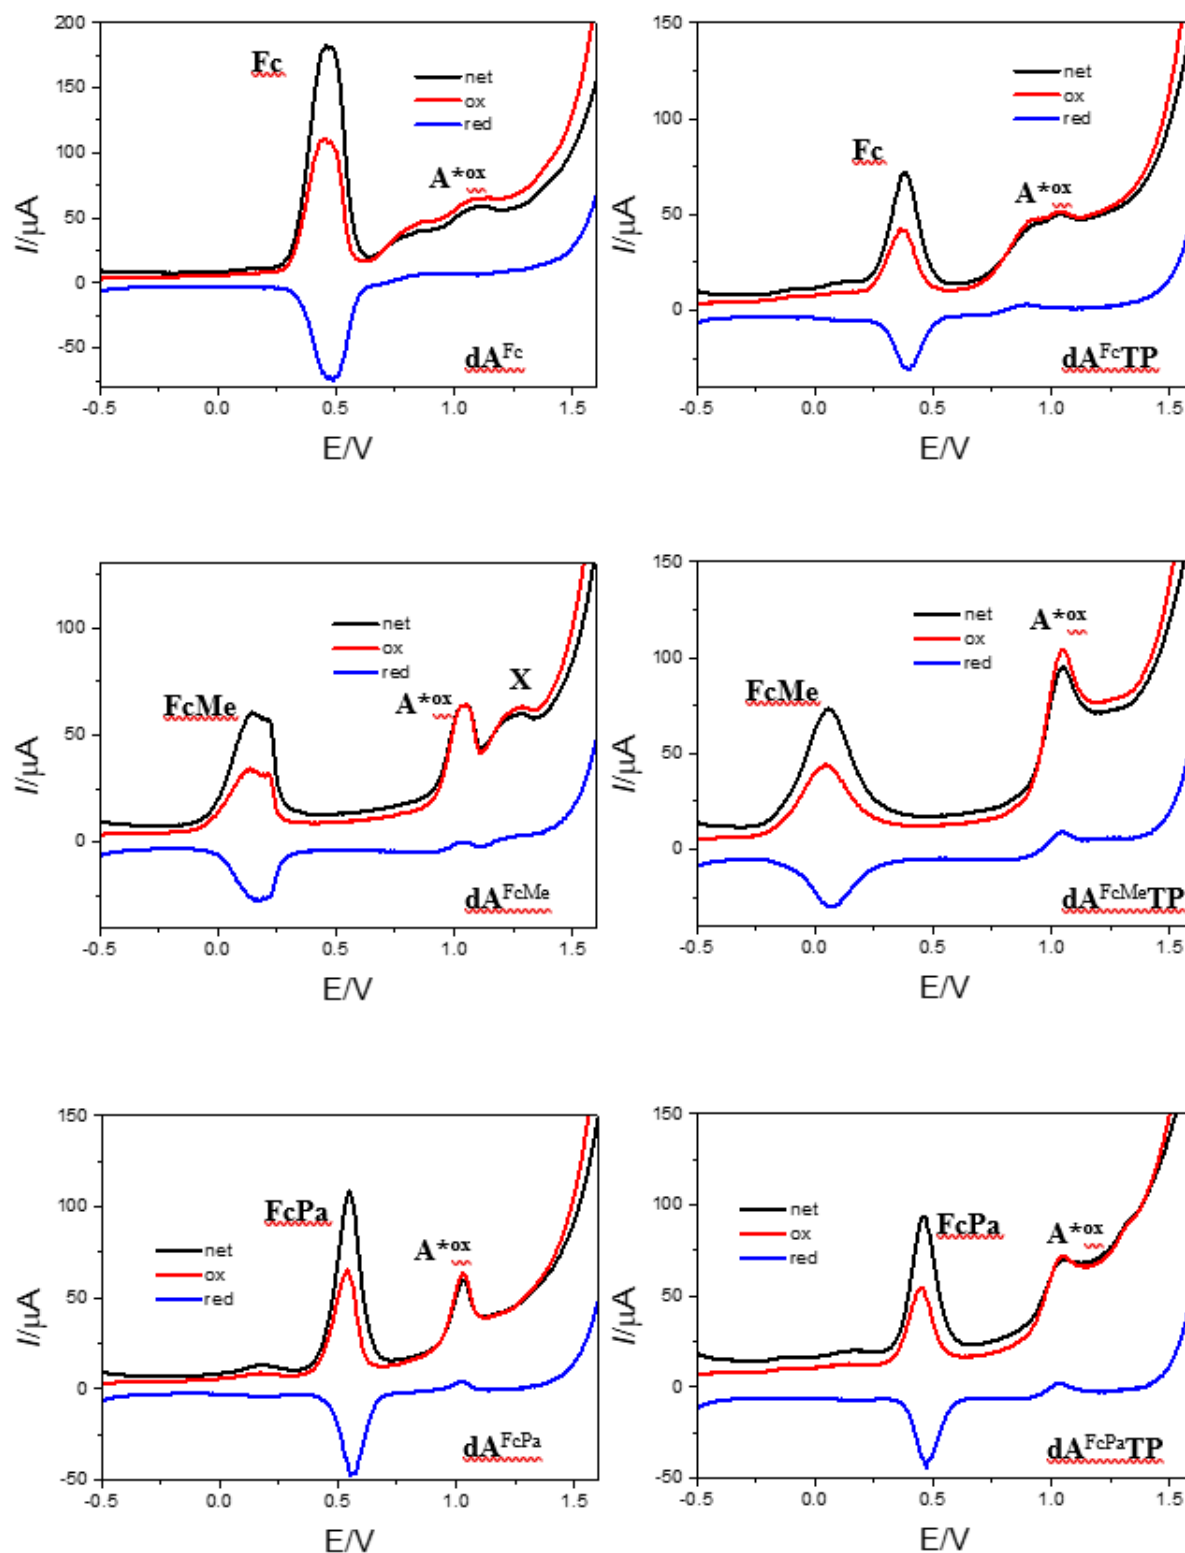 200
150
100
50
0
-50
I/µA
Fc
net
ox
red
A*ox
dAFc
-0.5 0.0 0.5 1.0 1.5
E/V
150
100
50
0
I/µA
Fc
net
ox
red
A*ox
dAFcTP
-0.5 0.0 0.5 1.0 1.5
E/V
100
50
0
I/µA
FcMe
net
ox
red
A*ox
X
dAFcMe
-0.5 0.0 0.5 1.0 1.5
E/V
150
100
50
0
I/µA
FcMe
net
ox
red
A*ox
dAFcMeTP
-0.5 0.0 0.5 1.0 1.5
E/V
150
100
50
0
-50
I/µA
FcPa
net
ox
red
A*ox
dAFcPa
-0.5 0.0 0.5 1.0 1.5
E/V
150
100
50
0
-50
I/µA
FcPa
net
ox
red
A*ox
dAFcPaTP
-0.5 0.0 0.5 1.0 1.5
E/V